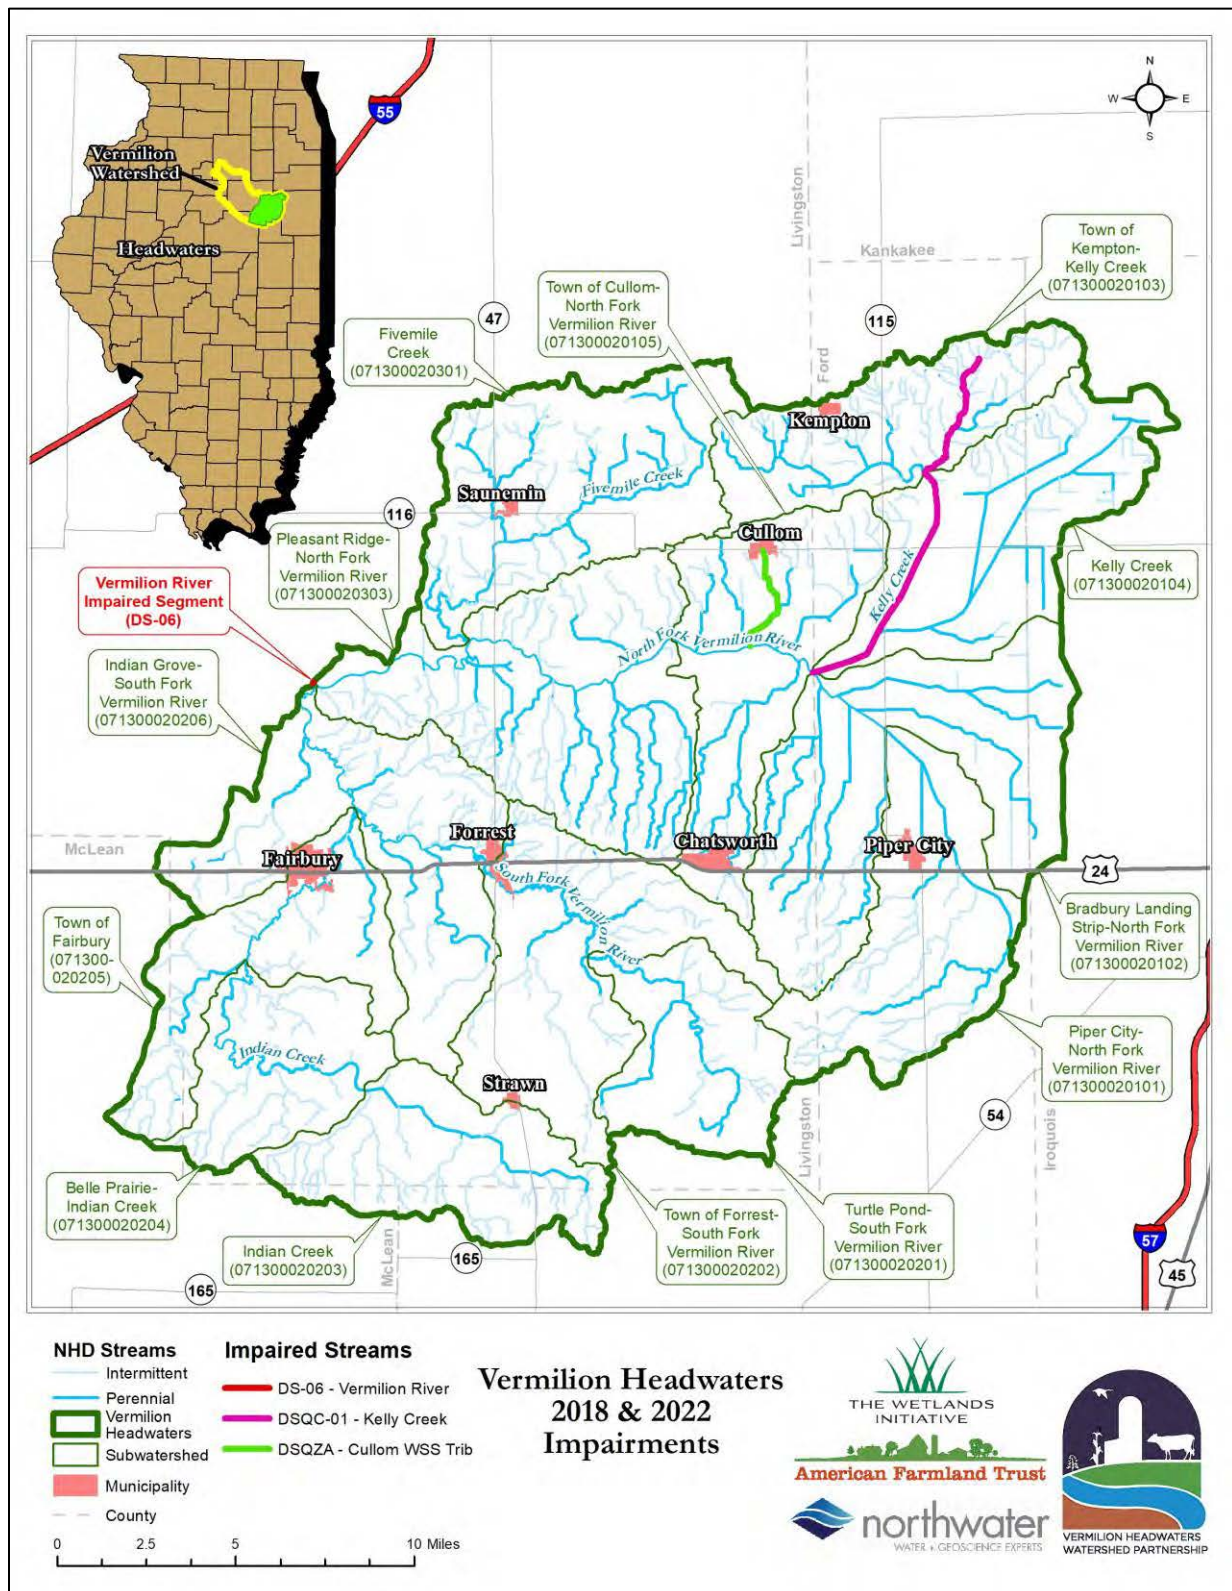 N
W
E
S
55
Vermilion
Watershed
Headwaters
Livingston
Kankakee
Town of
Kempton-
Kelly Creek
(071300020103)
Town of Cullom-
North Fork
Vermilion River
(071300020105)
47
115
Fivemile
Creek
(071300020301)
Ford
Kempton
Saunemin
Fivemile Creek
116
Cullom
Pleasant Ridge-
North Fork
Vermilion River
(071300020303)
Kelly Creek
Kelly Creek
(071300020104)
Vermilion River
Impaired Segment
(DS-06)
North Fork Vermilion River
Indian Grove-
South Fork
Vermilion River
(071300020206)
McLean
Forrest
Chatsworth
Piper City
Fairbury
24
South Fork Vermilion River
Town of
Fairbury
(071300-
020205)
Bradbury Landing
Strip-North Fork
Vermilion River
(071300020102)
Indian Creek
Piper City-
North Fork
Vermilion River
(071300020101)
Strawn
54
Livingston
Iroquois
Belle Prairie-
Indian Creek
(071300020204)
Town of Forrest-
South Fork
Vermilion River
(071300020202)
Turtle Pond-
South Fork
Vermilion River
(071300020201)
Indian Creek
(071300020203)
McLean
165
165
57
45
NHD Streams
Intermittent
Perennial
Vermilion
Headwaters
Subwatershed
Municipality
County
0 2.5 5 10 Miles
Impaired Streams
DS-06 - Vermilion River
DSQC-01 - Kelly Creek
DSQZA - Cullom WSS Trib
Vermilion Headwaters
2018 & 2022
Impairments
THE WETLANDS
INITIATIVE
American Farmland Trust
northwater
WATER + GEOSCIENCE EXPERTS
VERMILION HEADWATERS
WATERSHED PARTNERSHIP